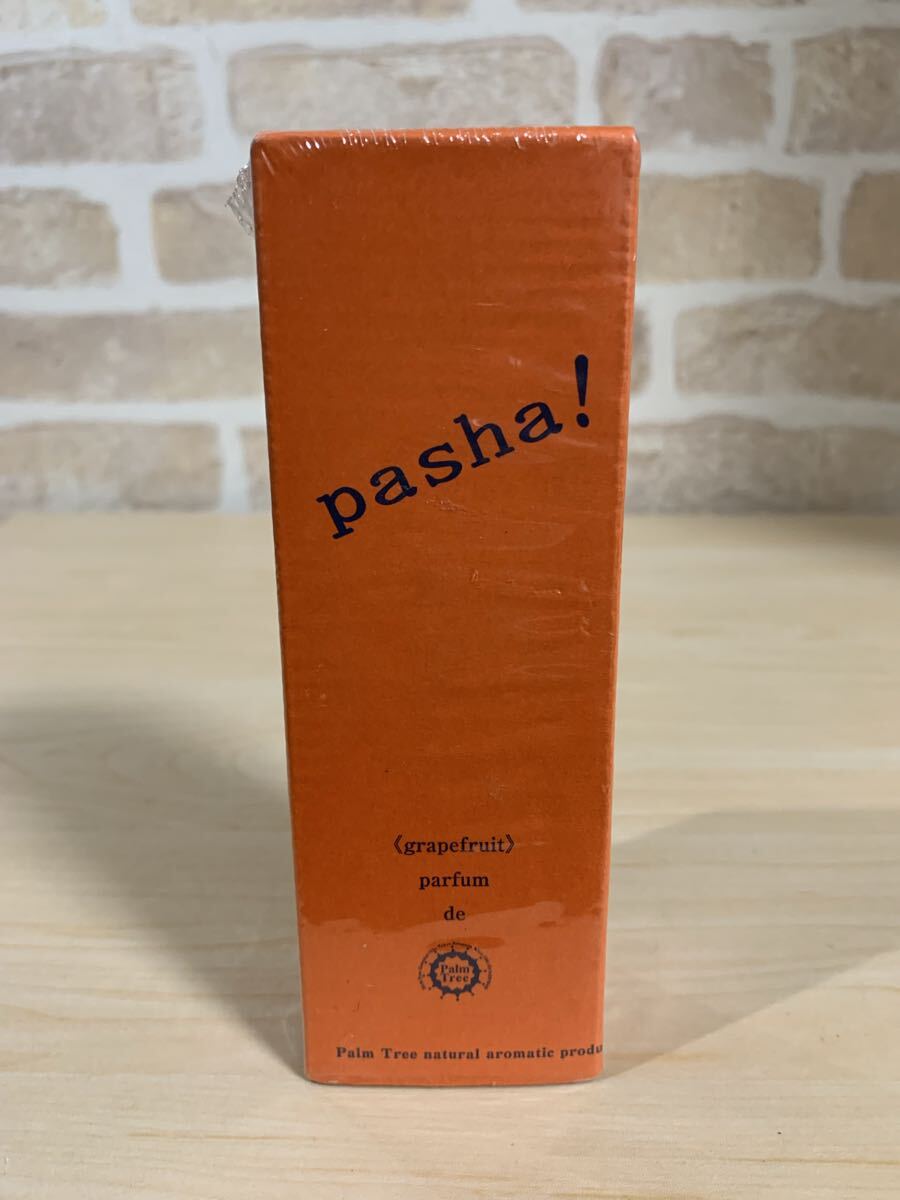 pasha!
《grapefruit》
parfum
de
Palm
Tree
Palm Tree natural aromatic produ